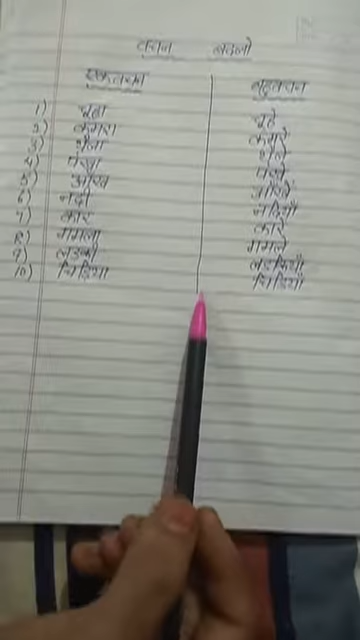 वचन बदलो
एकवचन बहुवचन
1) चूहा चूहे
2) कमरा कमरे
3) थैला थैले
4) पंखा पंखे
5) आँख आँखें
6) नदी नदियाँ
7) कार कारें
8) गमला गमले
9) लड़की लड़कियाँ
10) चिड़िया चिड़ियाँ